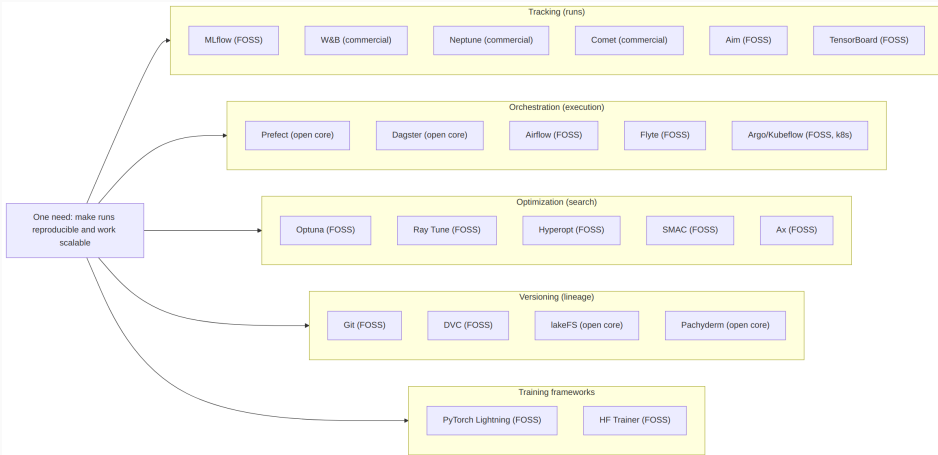 Tracking (runs)
MLflow (FOSS)
W&B (commercial)
Neptune (commercial)
Comet (commercial)
Aim (FOSS)
TensorBoard (FOSS)
Orchestration (execution)
Prefect (open core)
Dagster (open core)
Airflow (FOSS)
Flyte (FOSS)
Argo/Kubeflow (FOSS, k8s)
One need: make runs
reproducible and work
scalable
Optimization (search)
Optuna (FOSS)
Ray Tune (FOSS)
Hyperopt (FOSS)
SMAC (FOSS)
Ax (FOSS)
Versioning (lineage)
Git (FOSS)
DVC (FOSS)
lakeFS (open core)
Pachyderm (open core)
Training frameworks
PyTorch Lightning (FOSS)
HF Trainer (FOSS)